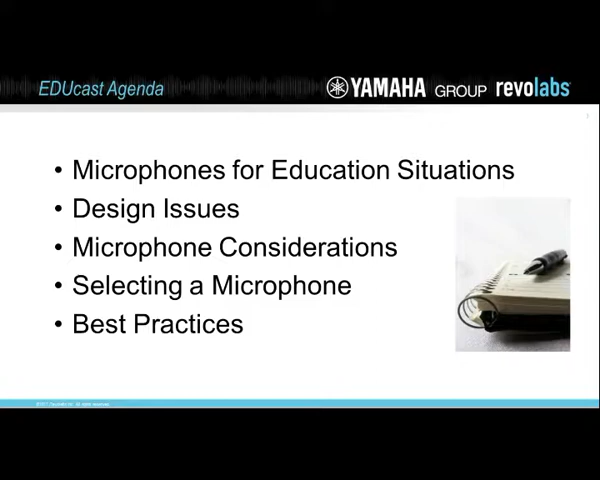 EDUcast Agenda
YAMAHA GROUP revolabs
• Microphones for Education Situations
• Design Issues
• Microphone Considerations
• Selecting a Microphone
• Best Practices